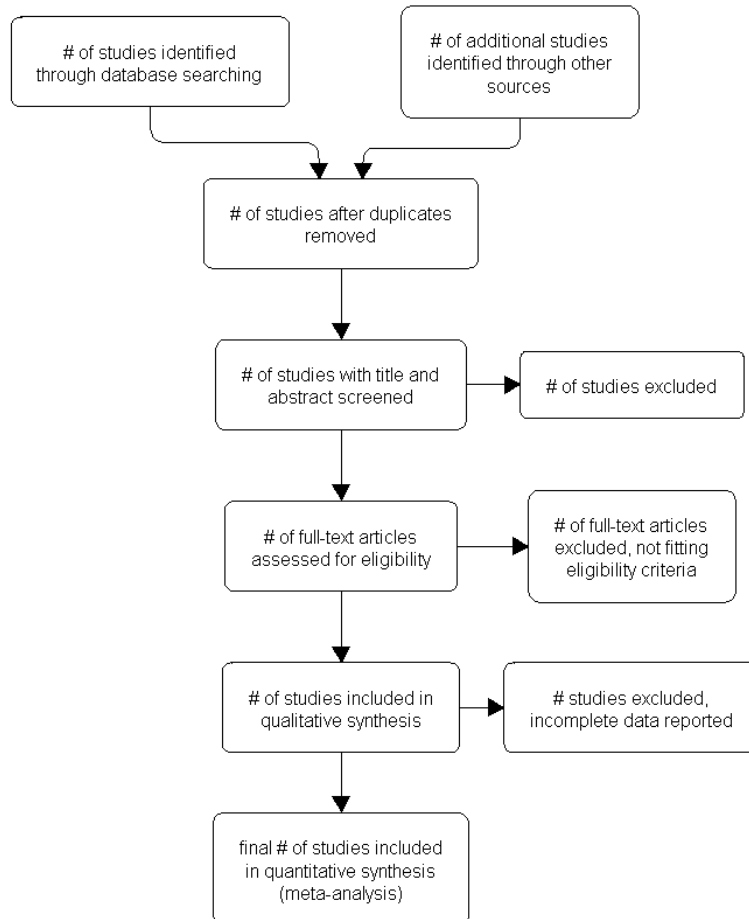 # of studies identified
through database searching
# of additional studies
identified through other
sources
# of studies after duplicates
removed
# of studies with title and
abstract screened
# of studies excluded
# of full-text articles
assessed for eligibility
# of full-text articles
excluded, not fitting
eligibility criteria
# of studies included in
qualitative synthesis
# studies excluded,
incomplete data reported
final # of studies included
in quantitative synthesis
(meta-analysis)